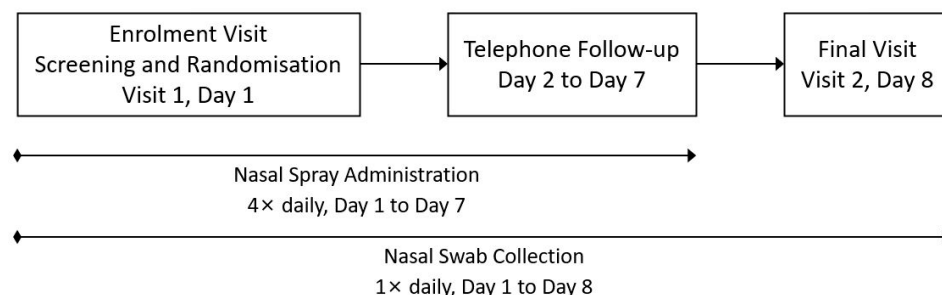 Enrolment Visit
Screening and Randomisation
Visit 1, Day 1
Telephone Follow-up
Day 2 to Day 7
Final Visit
Visit 2, Day 8
Nasal Spray Administration
4× daily, Day 1 to Day 7
Nasal Swab Collection
1× daily, Day 1 to Day 8